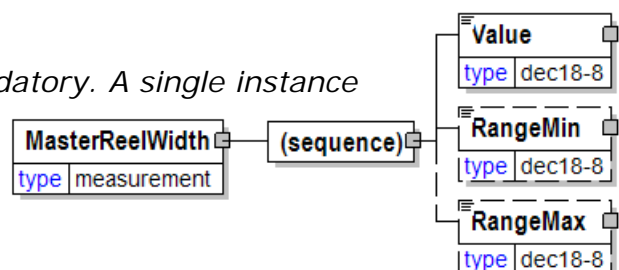 Value
type dec18-8
datory. A single instance
RangeMin
type dec18-8
MasterReelWidth
type measurement
(sequence)
RangeMax
type dec18-8